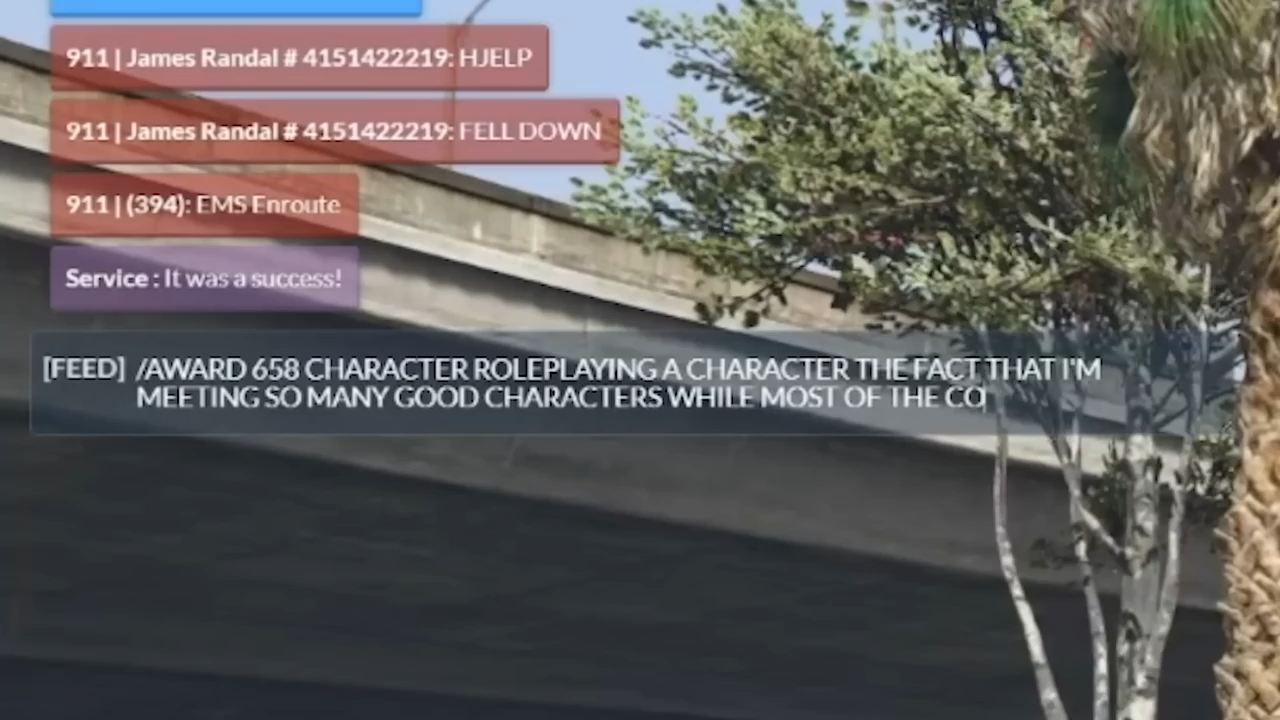 911 | James Randal # 4151422219: HJELP
911 | James Randal # 4151422219: FELL DOWN
911 | (394): EMS Enroute
Service : It was a success!
[FEED] /AWARD 658 CHARACTER ROLEPLAYING A CHARACTER THE FACT THAT I'M
MEETING SO MANY GOOD CHARACTERS WHILE MOST OF THE CO